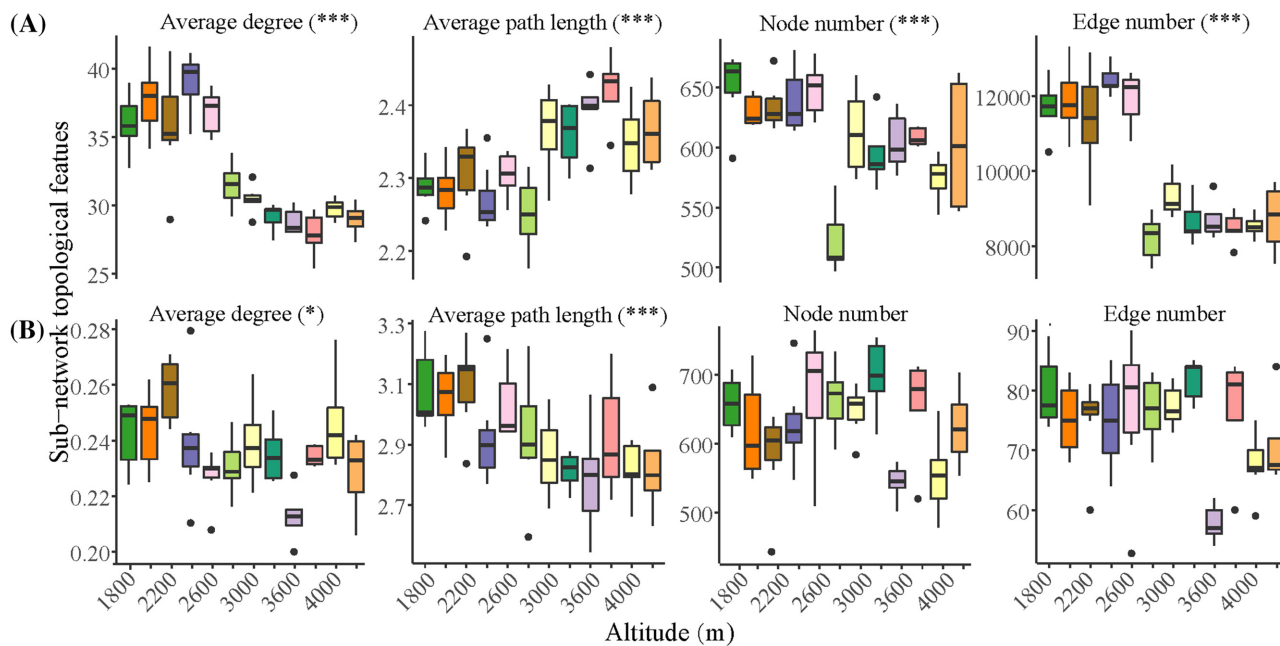 (A)
Average degree (***)
Average path length (***)
Node number (***)
Edge number (***)
40
35
30
25
2.4
2.3
2.2
650
600
550
500
12000
10000
8000
Sub-network topological featues
(B)
Average degree (*)
Average path length (***)
Node number
Edge number
0.28
0.26
0.24
0.22
0.20
3.3
3.1
2.9
2.7
700
600
500
90
80
70
60
1800 2200 2600 3000 3600 4000
1800 2200 2600 3000 3600 4000
1800 2200 2600 3000 3600 4000
1800 2200 2600 3000 3600 4000
Altitude (m)